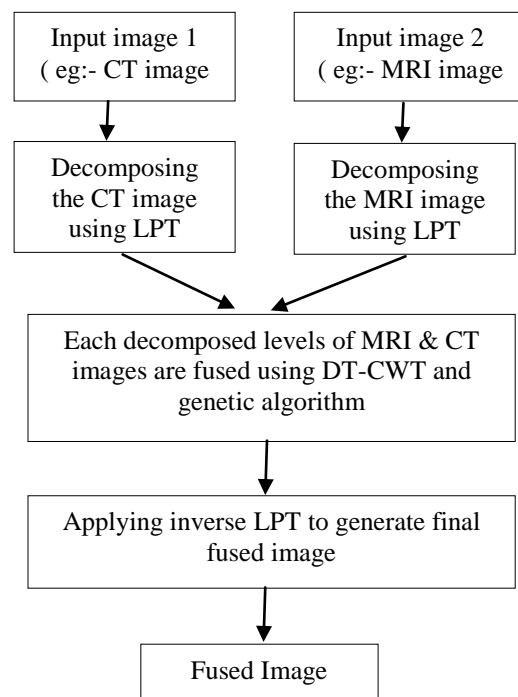 Input image 1
( eg:- CT image
Input image 2
( eg:- MRI image
Decomposing
the CT image
using LPT
Decomposing
the MRI image
using LPT
Each decomposed levels of MRI & CT
images are fused using DT-CWT and
genetic algorithm
Applying inverse LPT to generate final
fused image
Fused Image